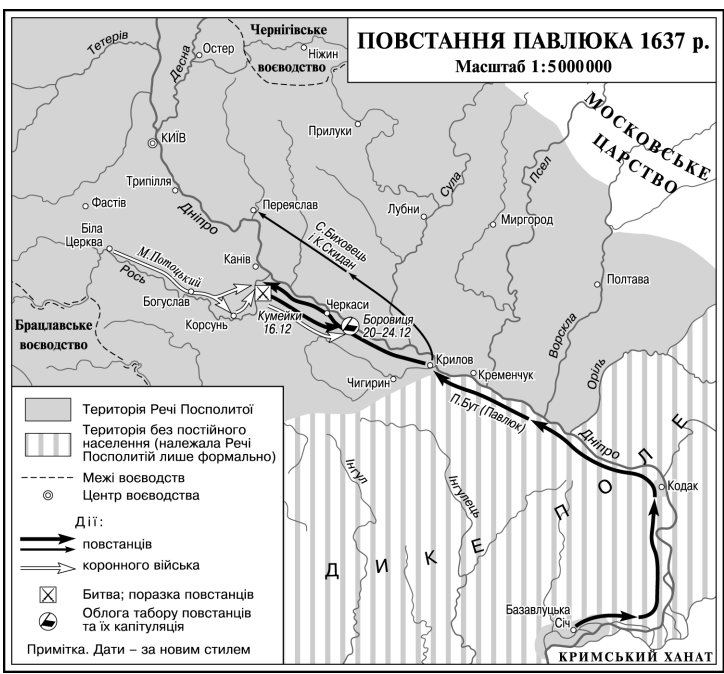 ПОВСТАННЯ ПАВЛЮКА 1637 р.
Масштаб 1:5000000
Чернігівське
воєводство
Тетерів
Десна
Остер
Ніжин
МОСКОВСЬКЕ
ЦАРСТВО
КИЇВ
Прилуки
Трипілля
Фастів
Дніпро
Переяслав
Лубни
Сула
Псел
Миргород
Біла
Церква
М.Потоцький
Рось
Канів
С.Биховець
і К.Скидан
Полтава
Богуслав
Корсунь
Черкаси
Кумейки
16.12
Боровиця
20–24.12
Ворскла
Оріль
Брацлавське
воєводство
Крилов
Кременчук
Чигирин
П.Бут (Павлюк)
Дніпро
Кодак
Інгул
Інгулець
ДИКЕ ПОЛЕ
Базавлуцька
Січ
КРИМСЬКИЙ ХАНАТ
Територія Речі Посполитої
Територія без постійного
населення (належала Речі
Посполитій лише формально)
Межі воєводств
Центр воєводства
Дії:
повстанців
коронного війська
Битва; поразка повстанців
Облога табору повстанців
та їх капітуляція
Примітка. Дати – за новим стилем